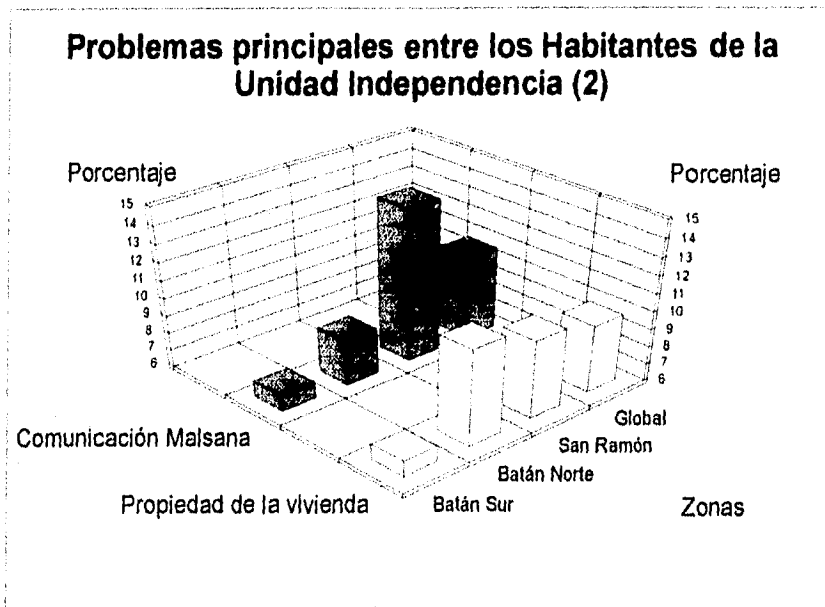 Problemas principales entre los Habitantes de la
Unidad Independencia (2)
Porcentaje
Porcentaje
15
14
13
12
11
10
9
8
7
6
15
14
13
12
11
10
9
8
7
6
Comunicación Malsana
Propiedad de la vivienda
Global
San Ramón
Batán Norte
Batán Sur
Zonas